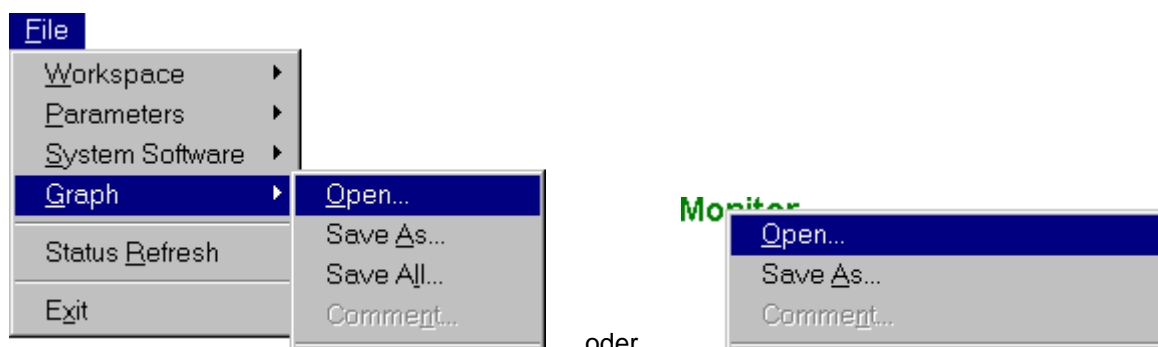 File
Workspace
Parameters
System Software
Graph
Status Refresh
Exit
Open...
Save As...
Save All...
Comment...
oder
Monitor
Open...
Save As...
Comment...